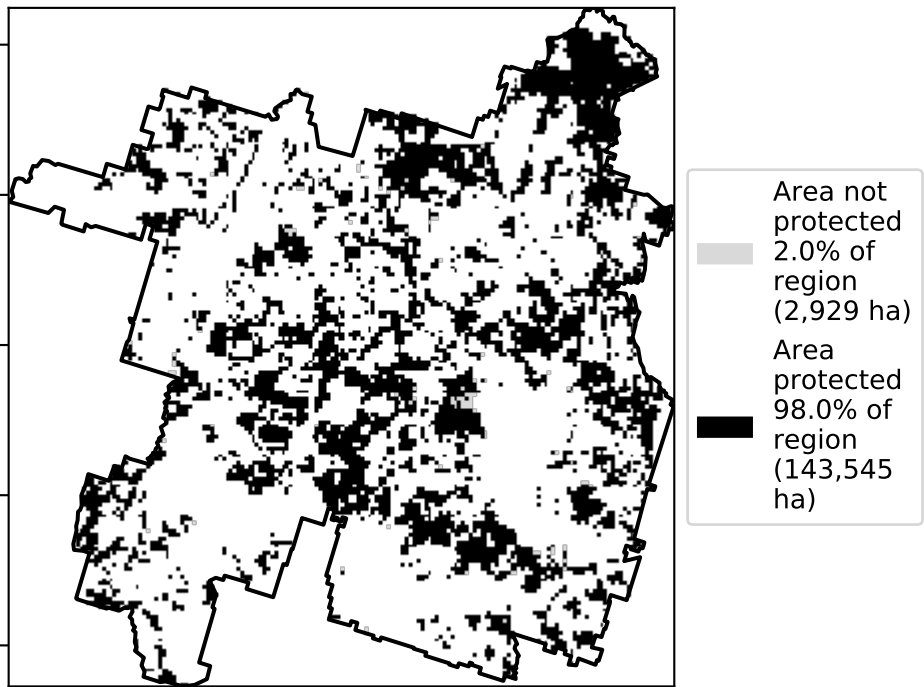 Area not
protected
2.0% of
region
(2,929 ha)
Area
protected
98.0% of
region
(143,545
ha)